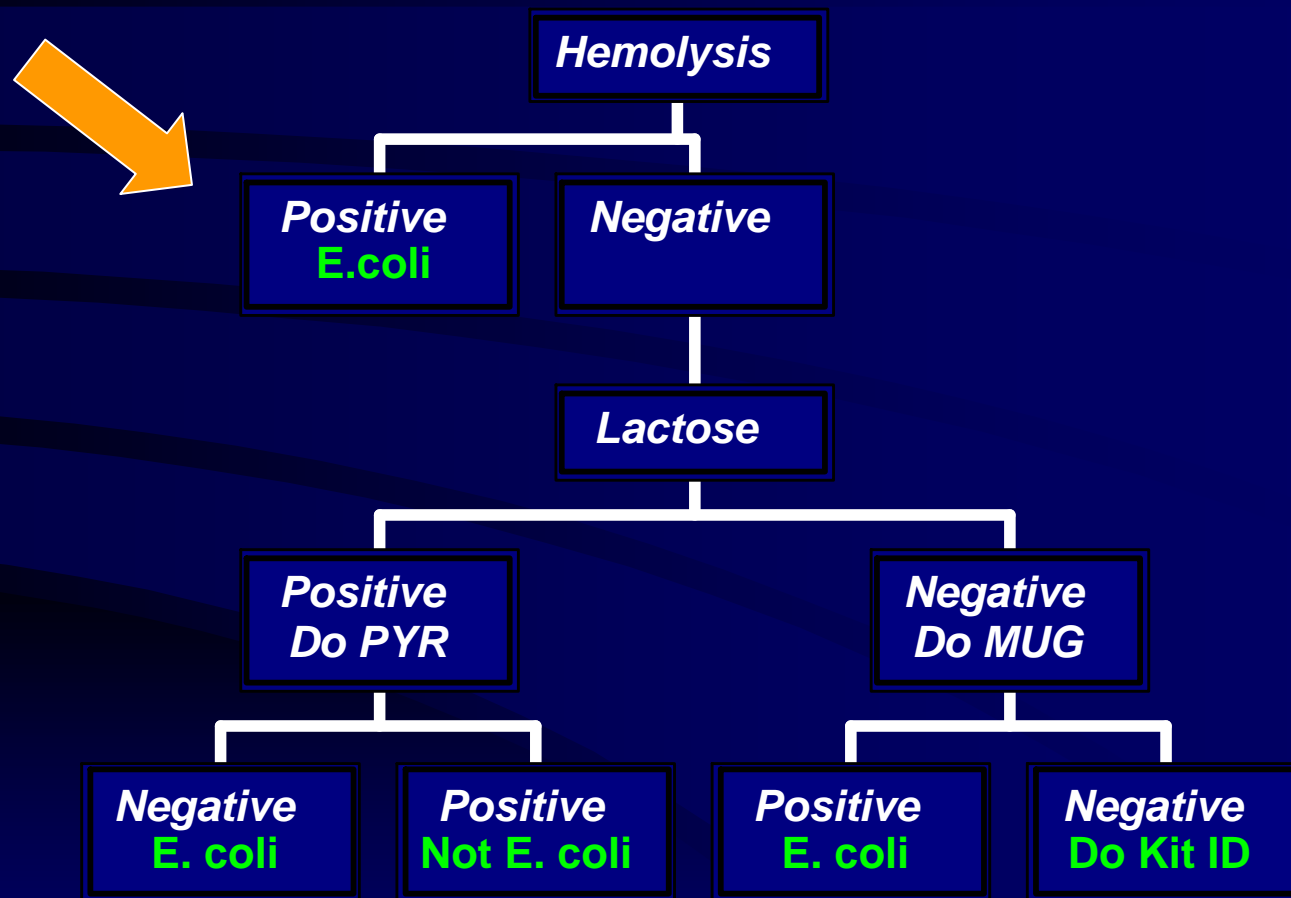 Hemolysis
Positive
E.coli
Negative
Lactose
Positive
Do PYR
Negative
Do MUG
Negative
E. coli
Positive
Not E. coli
Positive
E. coli
Negative
Do Kit ID